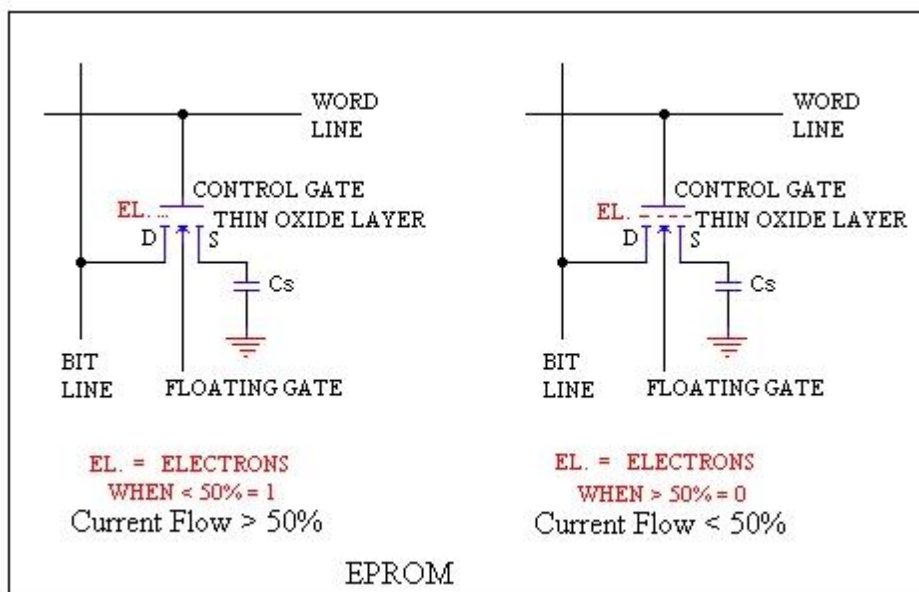 WORD
LINE
CONTROL GATE
EL.
THIN OXIDE LAYER
D
S
Cs
BIT
LINE
FLOATING GATE
EL. = ELECTRONS
WHEN < 50% = 1
Current Flow > 50%
WORD
LINE
CONTROL GATE
EL.
THIN OXIDE LAYER
D
S
Cs
BIT
LINE
FLOATING GATE
EL. = ELECTRONS
WHEN > 50% = 0
Current Flow < 50%
EPROM